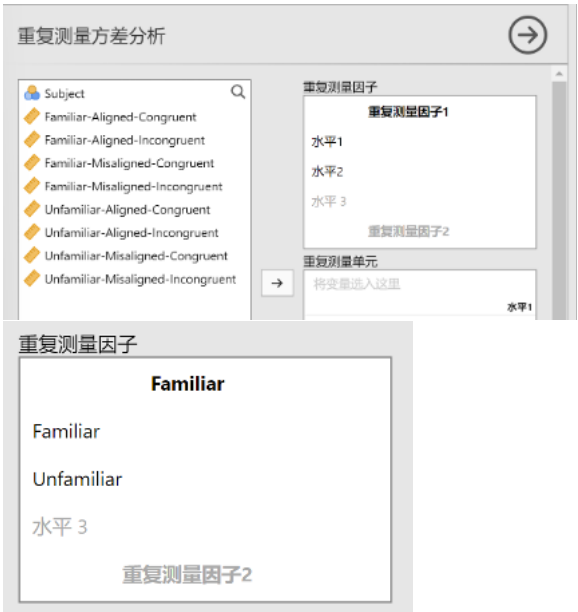 重复测量方差分析
Subject
Familiar-Aligned-Congruent
Familiar-Aligned-Incongruent
Familiar-Misaligned-Congruent
Familiar-Misaligned-Incongruent
Unfamiliar-Aligned-Congruent
Unfamiliar-Aligned-Incongruent
Unfamiliar-Misaligned-Congruent
Unfamiliar-Misaligned-Incongruent
重复测量因子
重复测量因子1
水平1
水平2
水平 3
重复测量因子2
重复测量单元
将变量选入这里
水平1
重复测量因子
Familiar
Familiar
Unfamiliar
水平 3
重复测量因子2